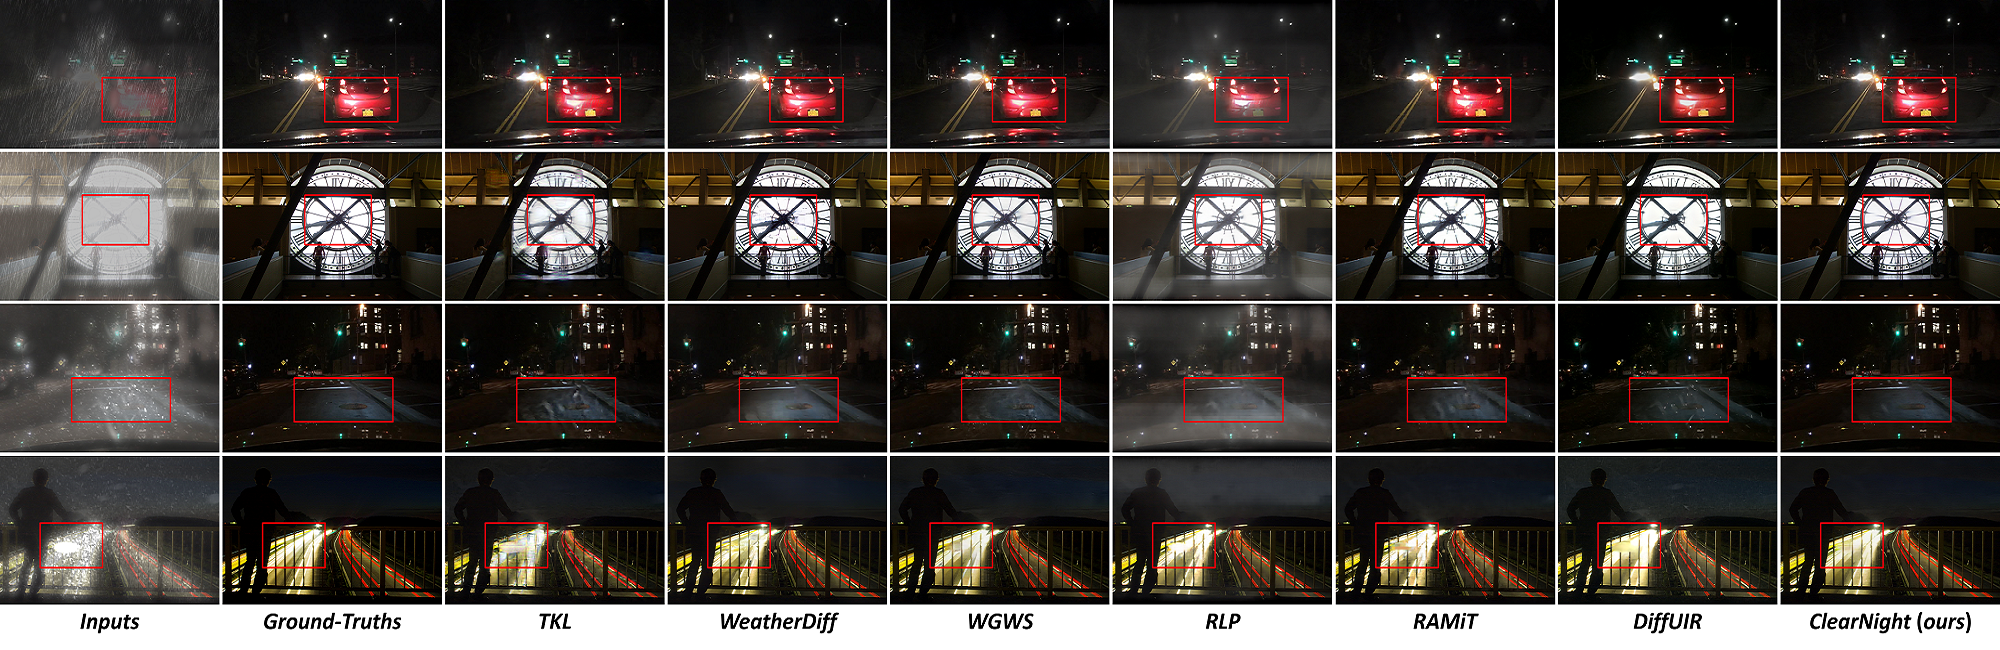 Inputs
Ground-Truths
TKL
WeatherDiff
WGWS
RLP
RAMiT
DiffUIR
ClearNight (ours)